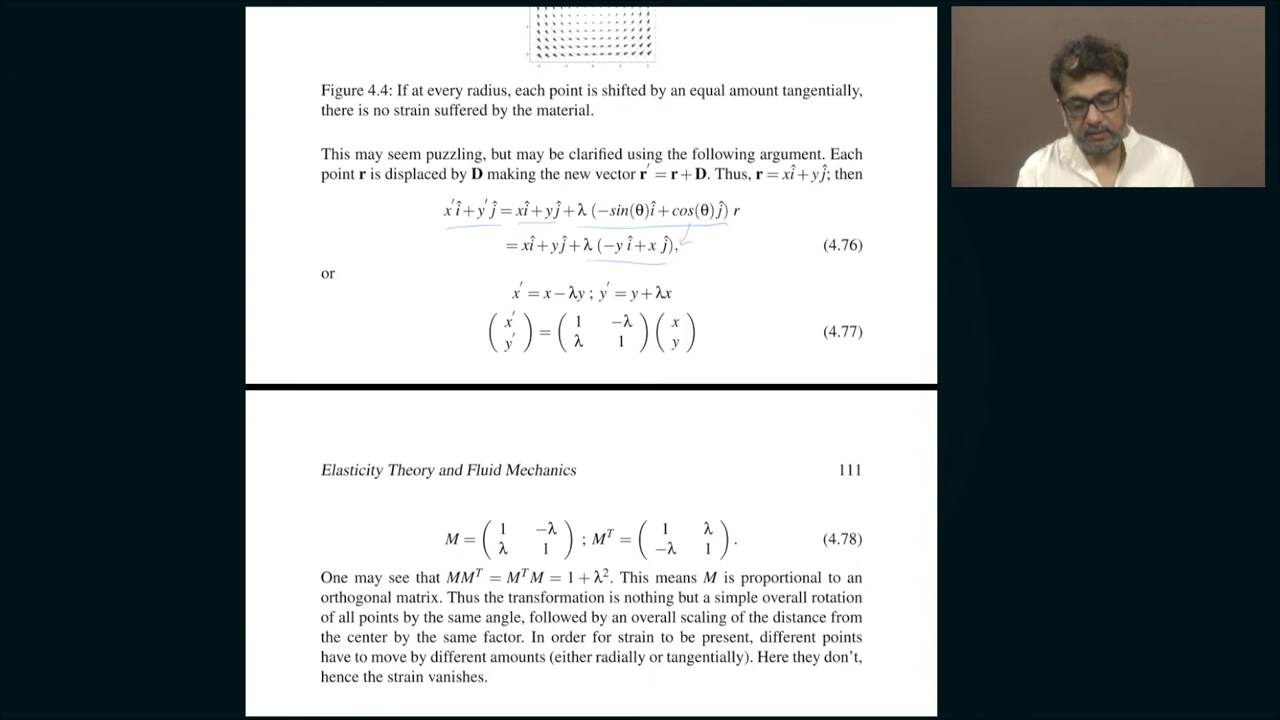 Figure 4.4: If at every radius, each point is shifted by an equal amount tangentially,
there is no strain suffered by the material.
This may seem puzzling, but may be clarified using the following argument. Each
point r is displaced by D making the new vector r′ = r + D. Thus, r = xî + yĵ; then
x′î + y′ĵ = xî + yĵ + λ (−sin(θ)î + cos(θ)ĵ) r
= xî + yĵ + λ (−y î + x ĵ), (4.76)
or
x′ = x − λy ; y′ = y + λx
( x′ y′ ) = ( 1 −λ λ 1 ) ( x y ) (4.77)
Elasticity Theory and Fluid Mechanics 111
M = ( 1 −λ λ 1 ) ; Mᵀ = ( 1 λ −λ 1 ) . (4.78)
One may see that MMᵀ = MᵀM = 1 + λ². This means M is proportional to an
orthogonal matrix. Thus the transformation is nothing but a simple overall rotation
of all points by the same angle, followed by an overall scaling of the distance from
the center by the same factor. In order for strain to be present, different points
have to move by different amounts (either radially or tangentially). Here they don't,
hence the strain vanishes.